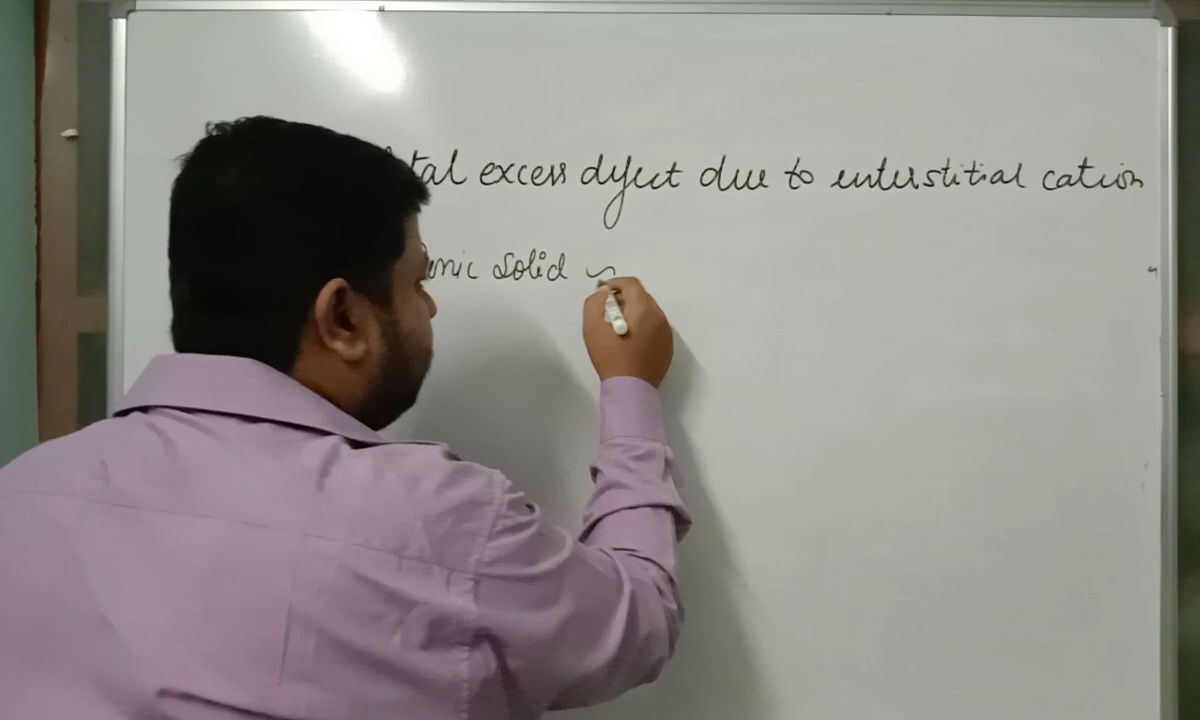 tal excess defect due to interstitial cation
nic Solid